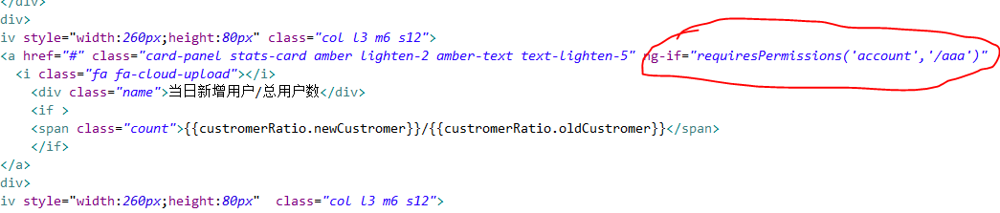 </div>
div>
iv style="width:260px;height:80px" class="col l3 m6 s12">
<a href="#" class="card-panel stats-card amber lighten-2 amber-text text-lighten-5" ng-if="requiresPermissions('account','/aaa')"
<i class="fa fa-cloud-upload"></i>
<div class="name">当日新增用户/总用户数</div>
<if >
<span class="count">{{custromerRatio.newCustromer}}/{{custromerRatio.oldCustromer}}</span>
</if>
</a>
div>
iv style="width:260px;height:80px"  class="col l3 m6 s12">